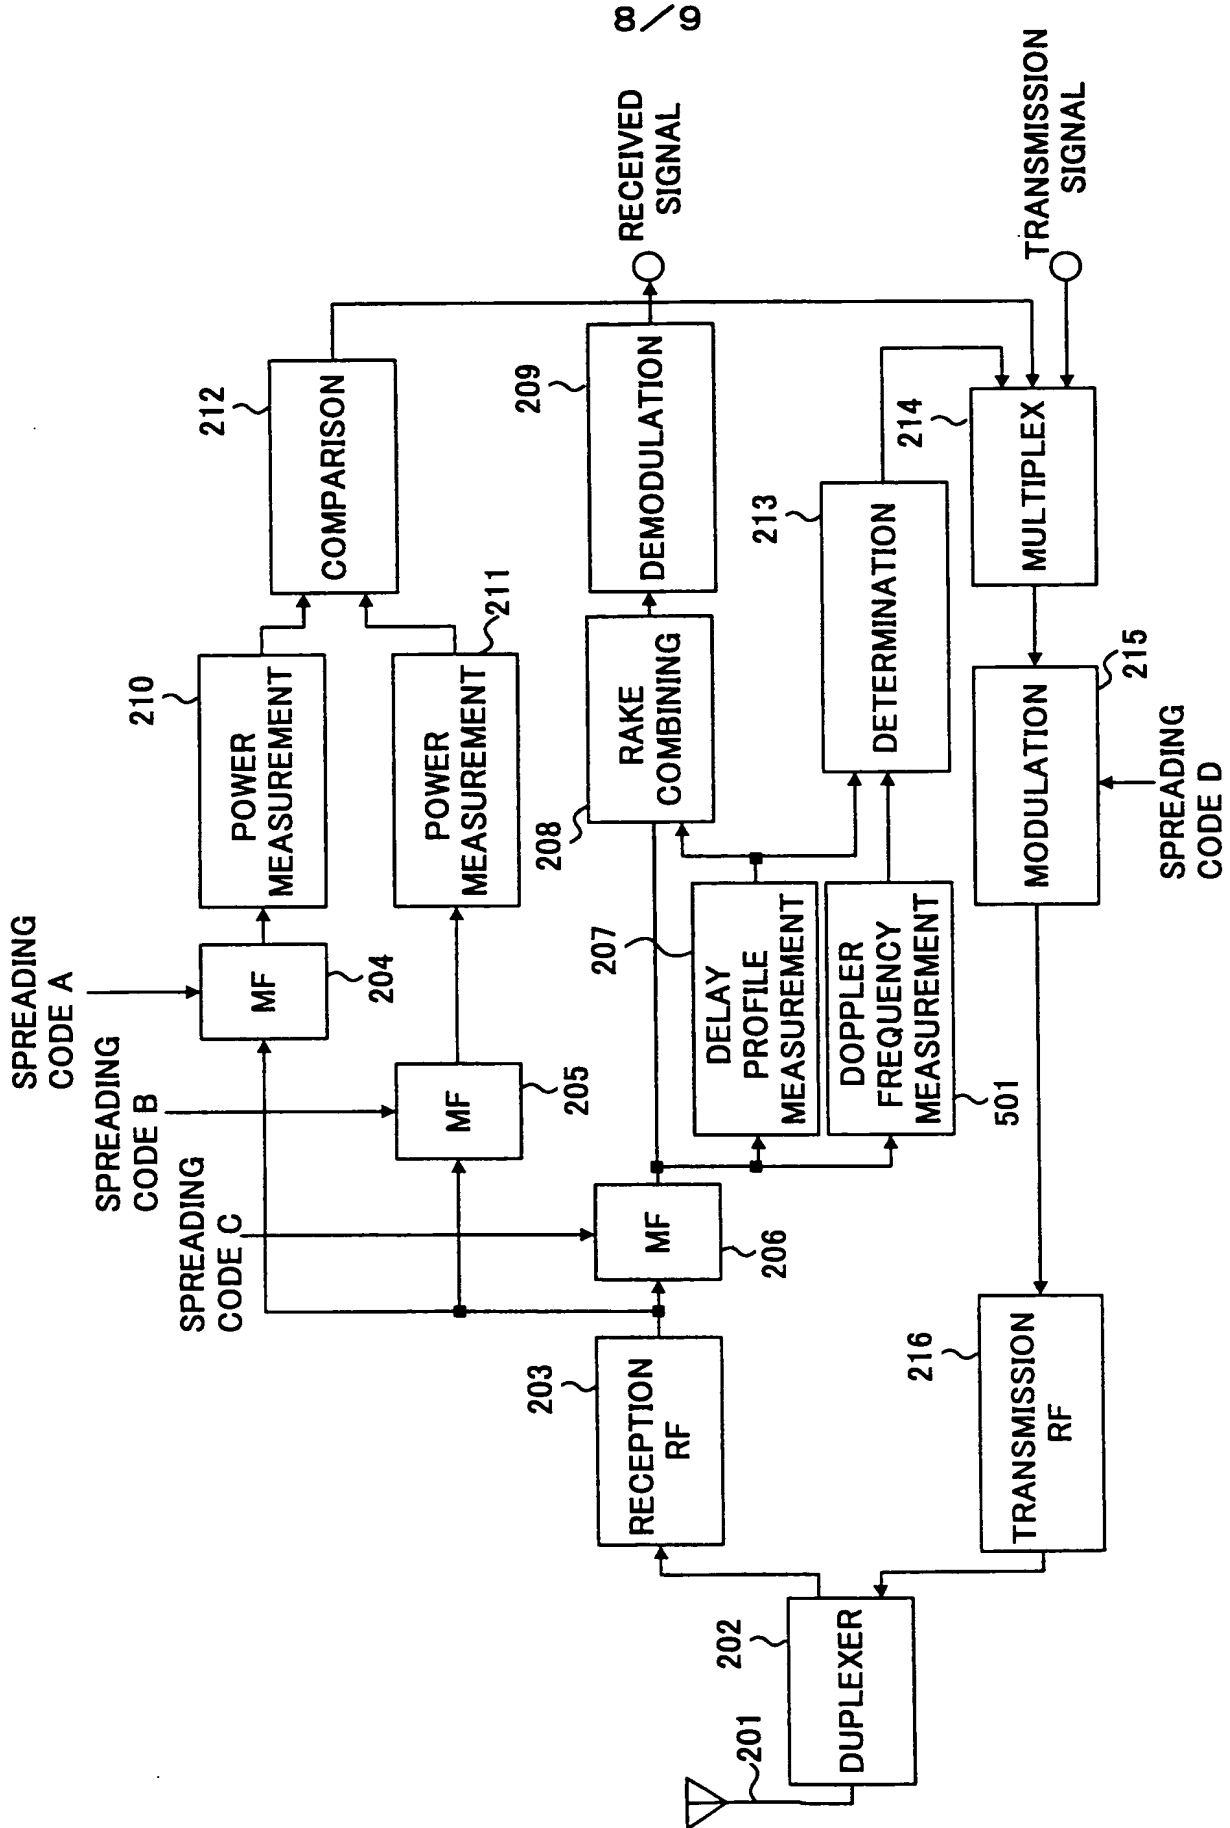 8/9
SPREADING
CODE A
SPREADING
CODE B
SPREADING
CODE C
MF
204
MF
205
MF
206
POWER
MEASUREMENT
210
POWER
MEASUREMENT
211
COMPARISON
212
RECEPTION
RF
203
RAKE
COMBINING
208
DEMODULATION
209
RECEIVED
SIGNAL
DELAY
PROFILE
MEASUREMENT
207
DOPPLER
FREQUENCY
MEASUREMENT
501
DETERMINATION
213
MULTIPLEX
214
TRANSMISSION
SIGNAL
MODULATION
215
SPREADING
CODE D
TRANSMISSION
RF
216
DUPLEXER
202
201